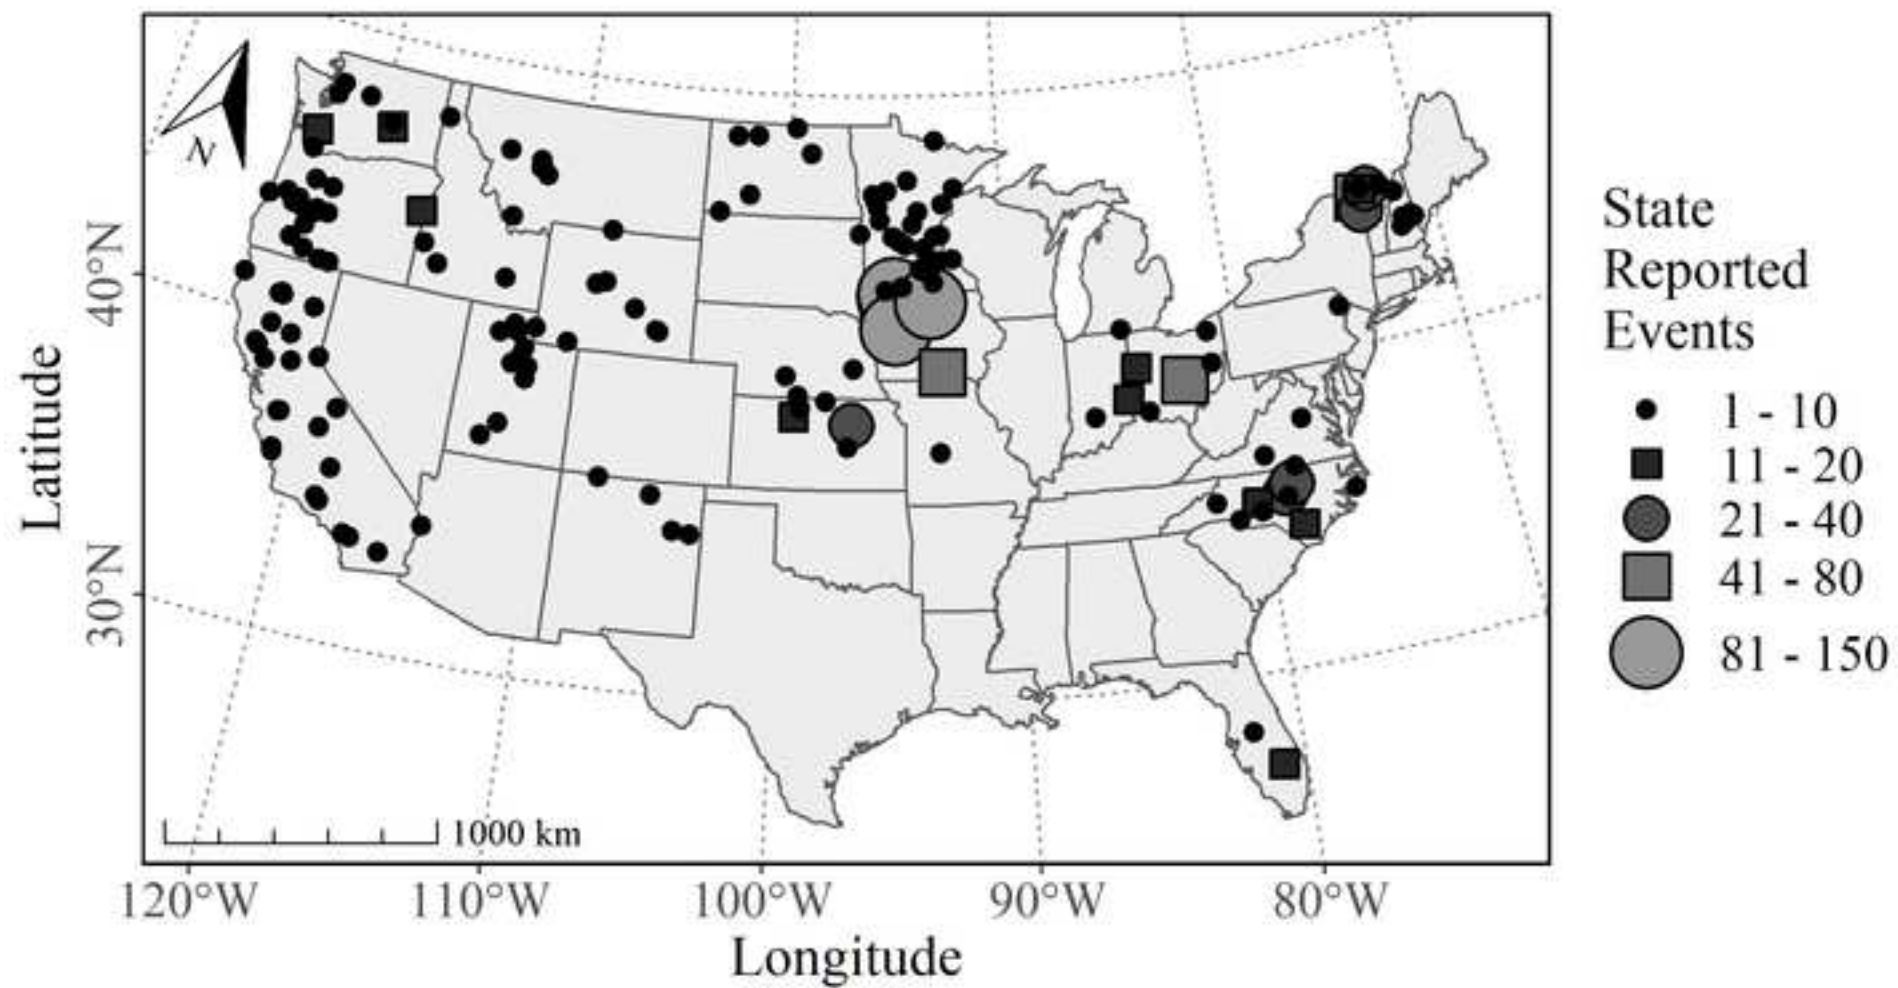 N
40°N
30°N
Latitude
1000 km
120°W 110°W 100°W 90°W 80°W
Longitude
State
Reported
Events
1 - 10
11 - 20
21 - 40
41 - 80
81 - 150